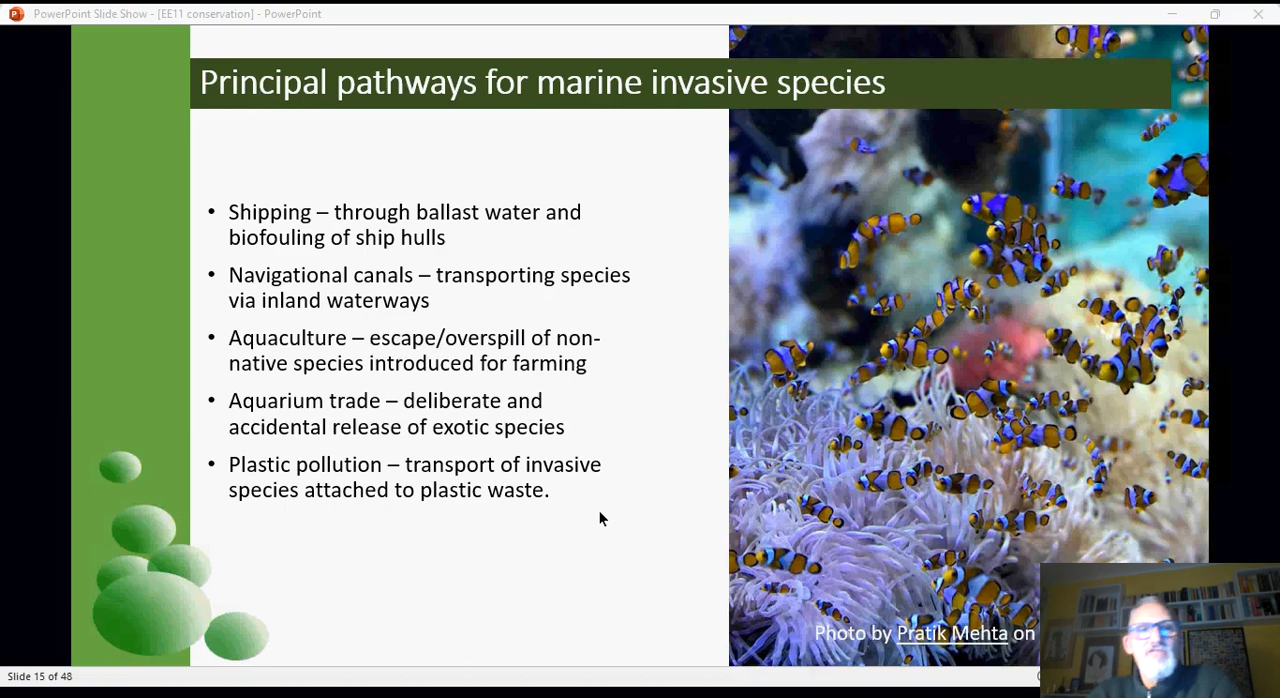 PowerPoint Slide Show - [EE11 conservation] - PowerPoint
Principal pathways for marine invasive species
• Shipping – through ballast water and
biofouling of ship hulls
• Navigational canals – transporting species
via inland waterways
• Aquaculture – escape/overspill of non-
native species introduced for farming
• Aquarium trade – deliberate and
accidental release of exotic species
• Plastic pollution – transport of invasive
species attached to plastic waste.
Photo by Pratik Mehta on
Slide 15 of 48